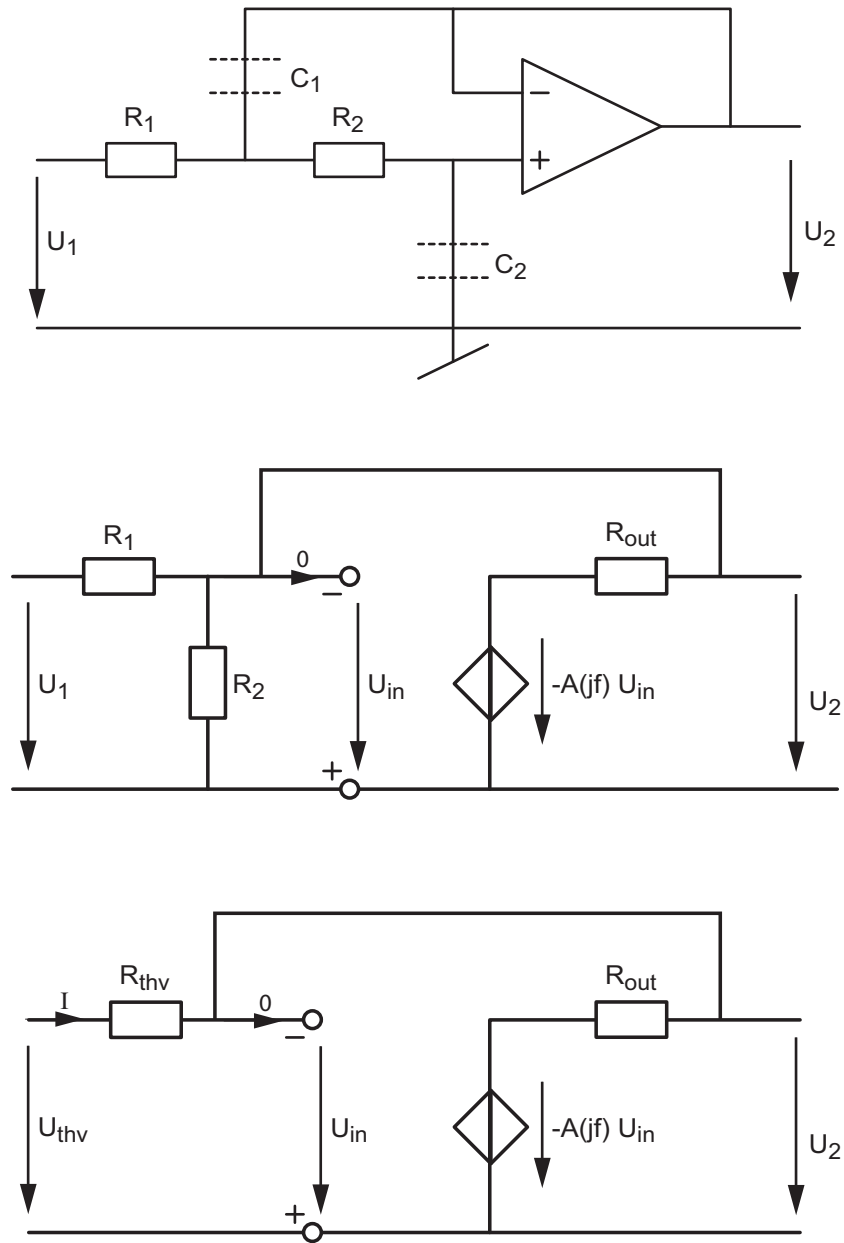 C1
R1
R2
−
+
U1
U2
C2
R1
0
Rout
−
U1
R2
Uin
-A(jf) Uin
U2
+
Rthv
Rout
I
0
−
Uthv
Uin
-A(jf) Uin
U2
+